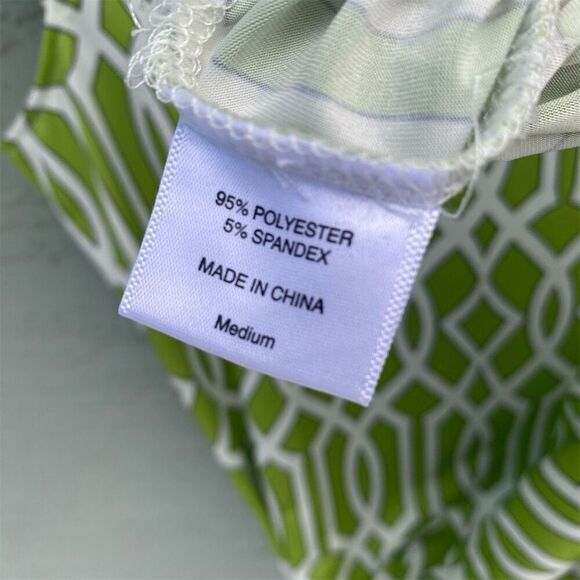 95% POLYESTER
5% SPANDEX
MADE IN CHINA
Medium